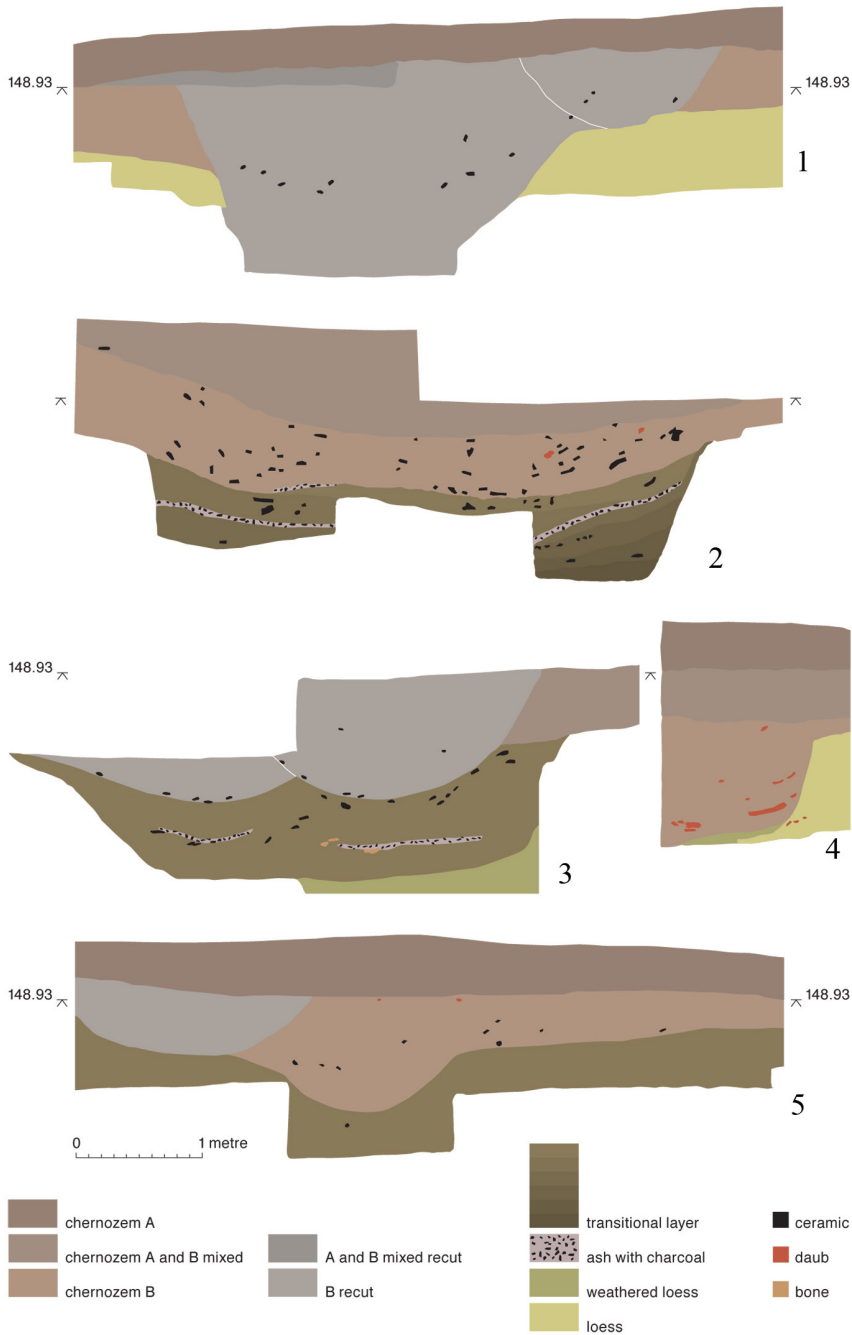 148.93
148.93
1
2
148.93
3
4
148.93
148.93
5
0
1 metre
chernozem A
chernozem A and B mixed
chernozem B
A and B mixed recut
B recut
transitional layer
ash with charcoal
weathered loess
loess
ceramic
daub
bone